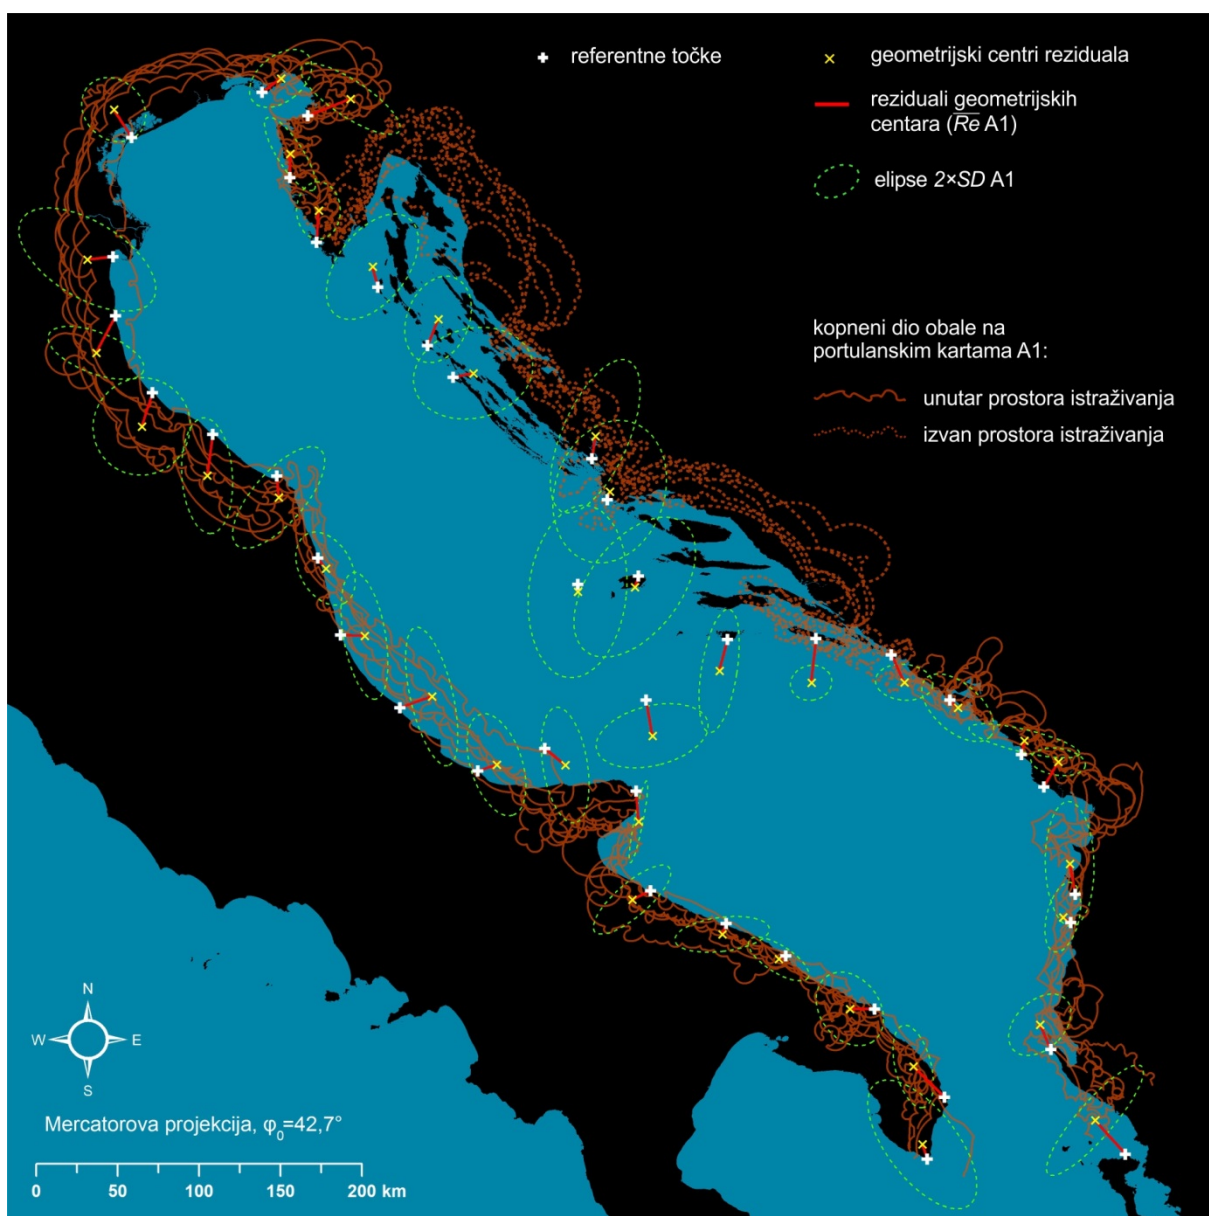 referentne točke
geometrijski centri reziduala
reziduali geometrijskih
centara (R̅e̅ A1)
elipse 2×SD A1
kopneni dio obale na
portulanskim kartama A1:
unutar prostora istraživanja
izvan prostora istraživanja
N
W E
S
Mercatorova projekcija, φ₀=42,7°
0 50 100 150 200 km